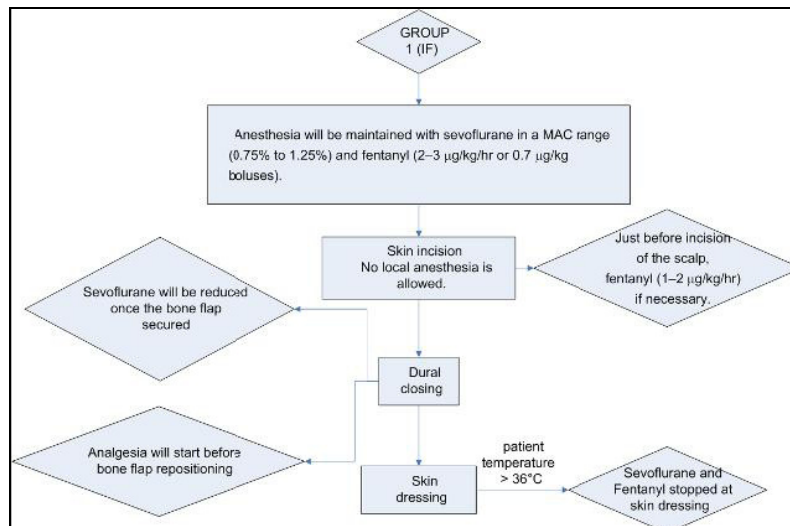 GROUP
1 (IF)
Anesthesia will be maintained with sevoflurane in a MAC range
(0.75% to 1.25%) and fentanyl (2–3 µg/kg/hr or 0.7 µg/kg
boluses).
Skin incision
No local anesthesia is
allowed.
Just before incision
of the scalp,
fentanyl (1–2 µg/kg/hr)
if necessary.
Sevoflurane will be reduced
once the bone flap
secured
Dural
closing
Analgesia will start before
bone flap repositioning
Skin
dressing
patient
temperature
> 36°C
Sevoflurane and
Fentanyl stopped at
skin dressing